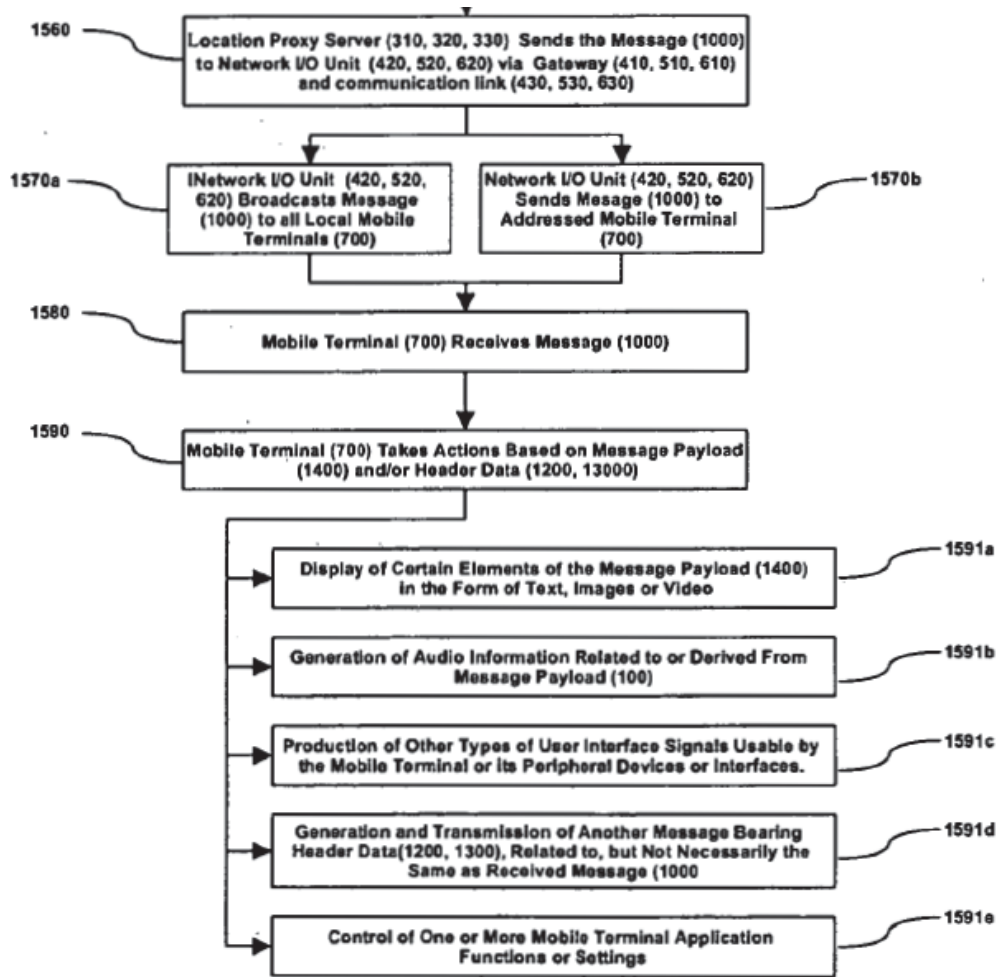 1560
Location Proxy Server (310, 320, 330) Sends the Message (1000)
to Network I/O Unit (420, 520, 620) via Gateway (410, 510, 610)
and communication link (430, 530, 630)
1570a
INetwork I/O Unit (420, 520,
620) Broadcasts Message
(1000) to all Local Mobile
Terminals (700)
Network I/O Unit (420, 520, 620)
Sends Mesage (1000) to
Addressed Mobile Terminal
(700)
1570b
1580
Mobile Terminal (700) Receives Message (1000)
1590
Mobile Terminal (700) Takes Actions Based on Message Payload
(1400) and/or Header Data (1200, 13000)
1591a
Display of Certain Elements of the Message Payload (1400)
in the Form of Text, Images or Video
1591b
Generation of Audio Information Related to or Derived From
Message Payload (100)
1591c
Production of Other Types of User Interface Signals Usable by
the Mobile Terminal or its Peripheral Devices or Interfaces.
1591d
Generation and Transmission of Another Message Bearing
Header Data(1200, 1300), Related to, but Not Necessarily the
Same as Received Message (1000
1591e
Control of One or More Mobile Terminal Application
Functions or Settings